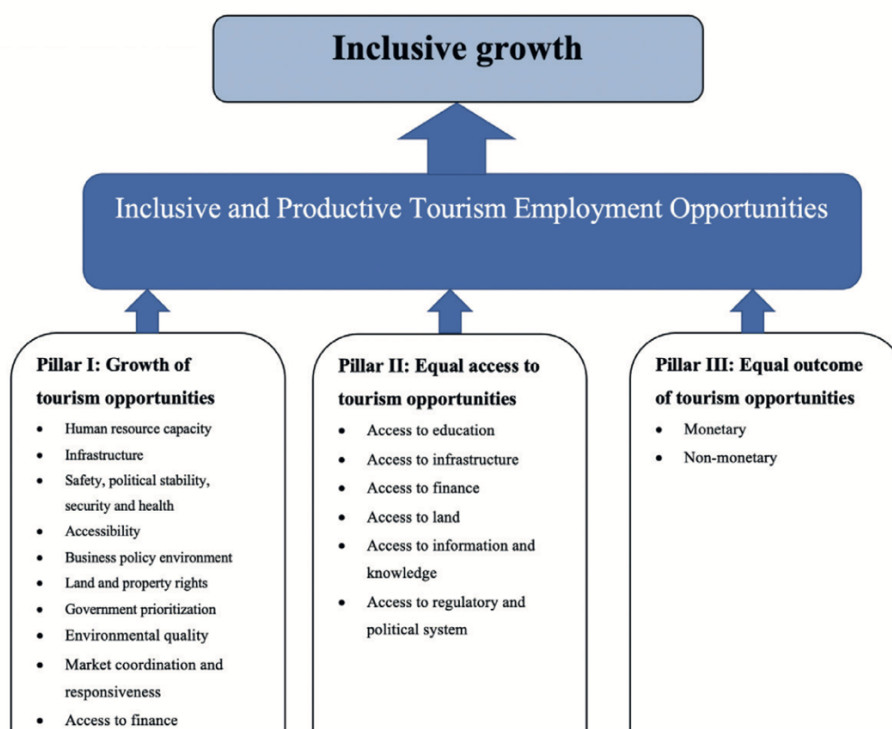 Inclusive growth
Inclusive and Productive Tourism Employment Opportunities
Pillar I: Growth of
tourism opportunities
• Human resource capacity
• Infrastructure
• Safety, political stability,
security and health
• Accessibility
• Business policy environment
• Land and property rights
• Government prioritization
• Environmental quality
• Market coordination and
responsiveness
• Access to finance
Pillar II: Equal access to
tourism opportunities
• Access to education
• Access to infrastructure
• Access to finance
• Access to land
• Access to information and
knowledge
• Access to regulatory and
political system
Pillar III: Equal outcome
of tourism opportunities
• Monetary
• Non-monetary